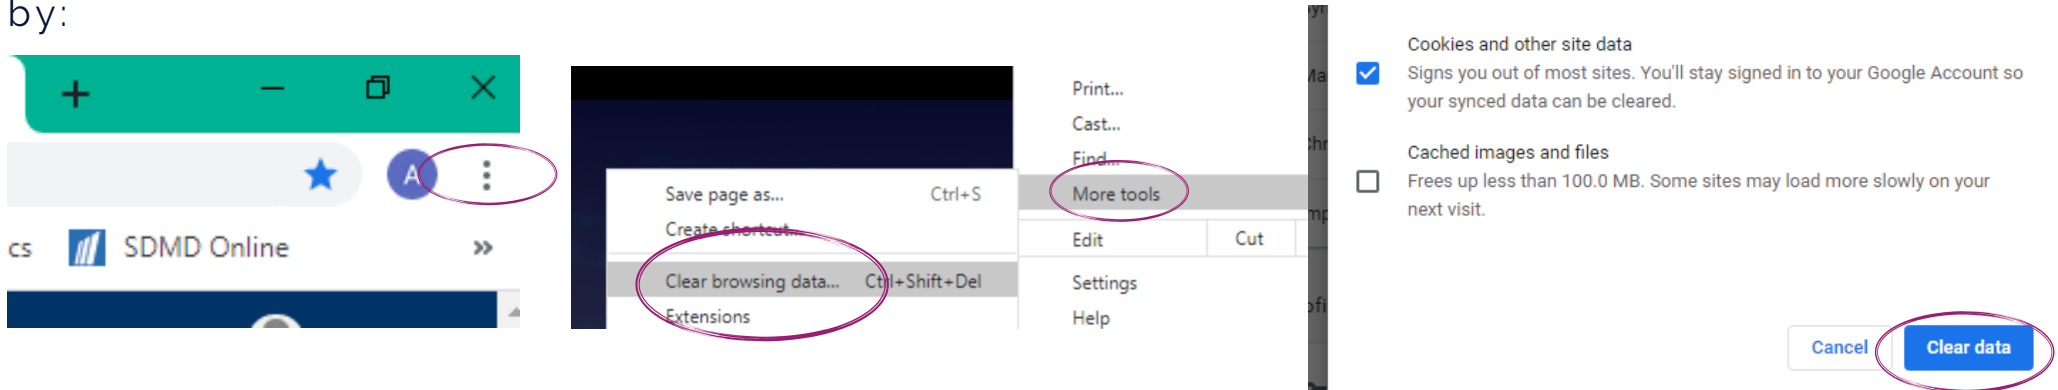 by:
A
cs SDMD Online »
Print...
Cast...
Find...
More tools
Save page as... Ctrl+S
Create shortcut...
Clear browsing data... Ctrl+Shift+Del
Extensions
Edit Cut
Settings
Help
Cookies and other site data
Signs you out of most sites. You'll stay signed in to your Google Account so
your synced data can be cleared.
Cached images and files
Frees up less than 100.0 MB. Some sites may load more slowly on your
next visit.
Cancel Clear data